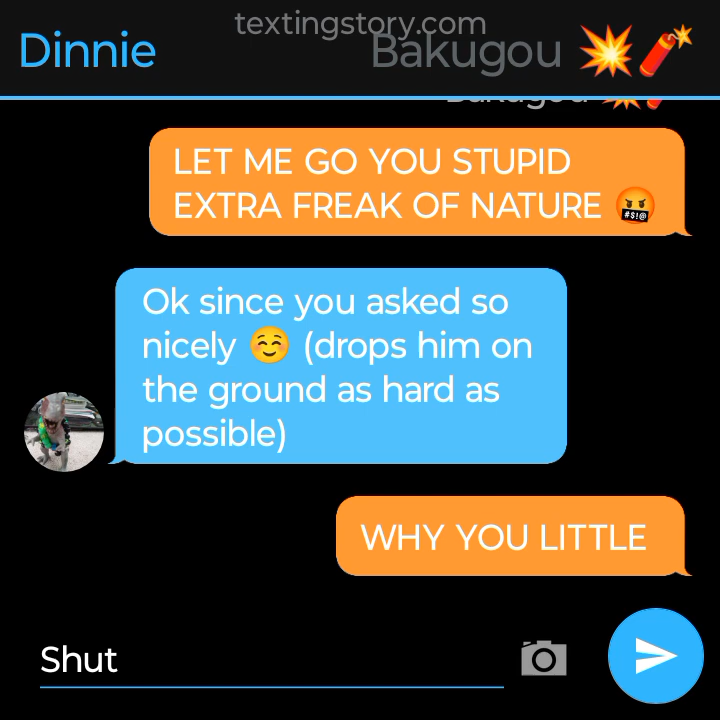 textingstory.com
Dinnie
Bakugou 💥🧨
Bakugou 💥🧨
LET ME GO YOU STUPID
EXTRA FREAK OF NATURE 🤬
Ok since you asked so
nicely ☺️ (drops him on
the ground as hard as
possible)
WHY YOU LITTLE
Shut